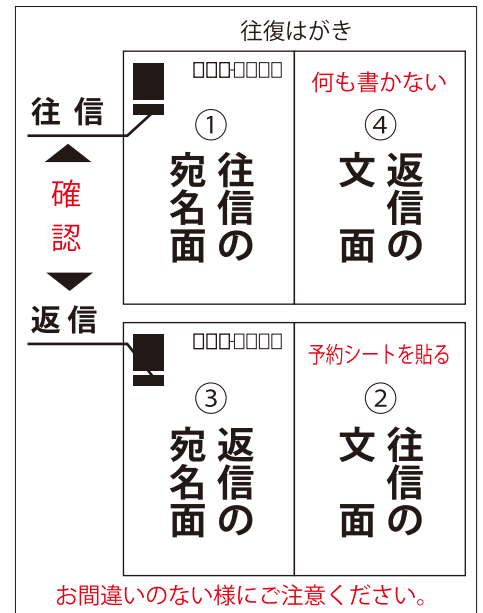 往復はがき
往信
確認
返信
①
往信の
宛名面
何も書かない
④
返信の
文面
③
返信の
宛名面
予約シートを貼る
②
往信の
文面
お間違いのない様にご注意ください。